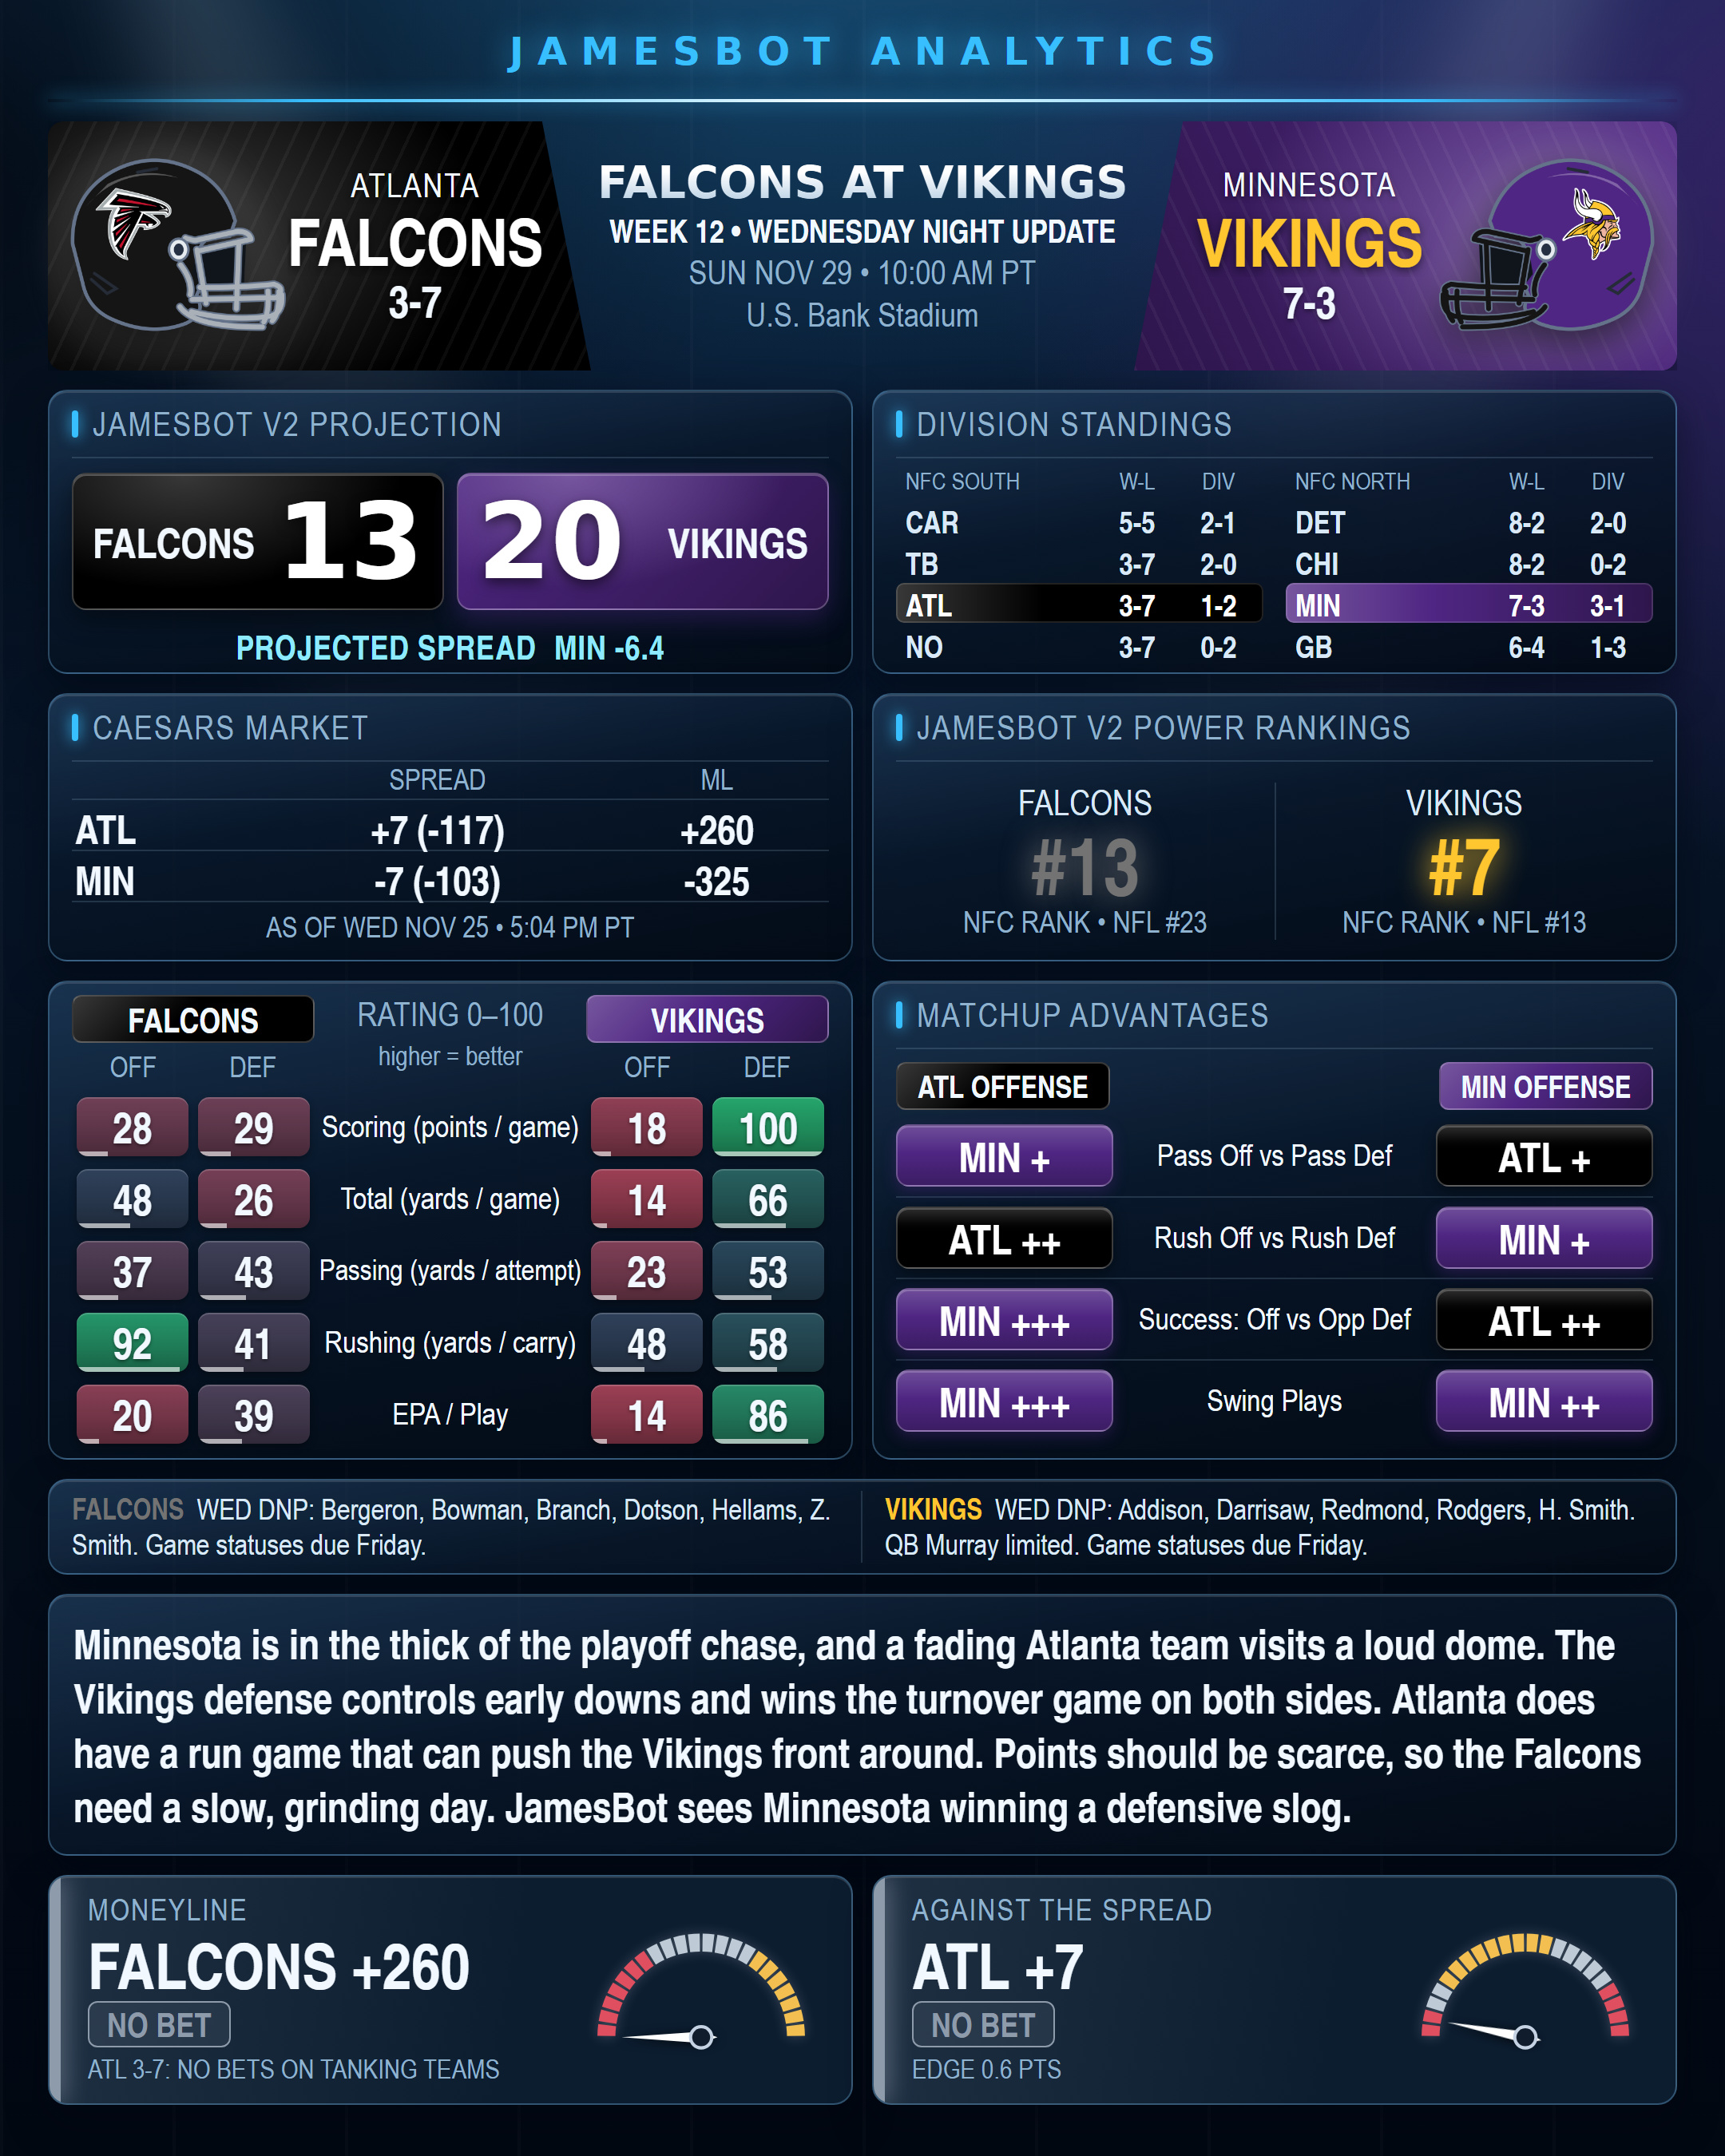 JAMESBOT ANALYTICS
ATLANTA
FALCONS
3-7
FALCONS AT VIKINGS
WEEK 12 • WEDNESDAY NIGHT UPDATE
SUN NOV 29 • 10:00 AM PT
U.S. Bank Stadium
MINNESOTA
VIKINGS
7-3
JAMESBOT V2 PROJECTION
FALCONS 13
20 VIKINGS
PROJECTED SPREAD MIN -6.4
DIVISION STANDINGS
NFC SOUTH W-L DIV
CAR 5-5 2-1
TB 3-7 2-0
ATL 3-7 1-2
NO 3-7 0-2
NFC NORTH W-L DIV
DET 8-2 2-0
CHI 8-2 0-2
MIN 7-3 3-1
GB 6-4 1-3
CAESARS MARKET
SPREAD ML
ATL +7 (-117) +260
MIN -7 (-103) -325
AS OF WED NOV 25 • 5:04 PM PT
JAMESBOT V2 POWER RANKINGS
FALCONS
#13
NFC RANK • NFL #23
VIKINGS
#7
NFC RANK • NFL #13
FALCONS RATING 0–100 VIKINGS
OFF DEF higher = better OFF DEF
28 29 Scoring (points / game) 18 100
48 26 Total (yards / game) 14 66
37 43 Passing (yards / attempt) 23 53
92 41 Rushing (yards / carry) 48 58
20 39 EPA / Play 14 86
MATCHUP ADVANTAGES
ATL OFFENSE MIN OFFENSE
MIN + Pass Off vs Pass Def ATL +
ATL ++ Rush Off vs Rush Def MIN +
MIN +++ Success: Off vs Opp Def ATL ++
MIN +++ Swing Plays MIN ++
FALCONS WED DNP: Bergeron, Bowman, Branch, Dotson, Hellams, Z.
Smith. Game statuses due Friday.
VIKINGS WED DNP: Addison, Darrisaw, Redmond, Rodgers, H. Smith.
QB Murray limited. Game statuses due Friday.
Minnesota is in the thick of the playoff chase, and a fading Atlanta team visits a loud dome. The
Vikings defense controls early downs and wins the turnover game on both sides. Atlanta does
have a run game that can push the Vikings front around. Points should be scarce, so the Falcons
need a slow, grinding day. JamesBot sees Minnesota winning a defensive slog.
MONEYLINE
FALCONS +260
NO BET
ATL 3-7: NO BETS ON TANKING TEAMS
AGAINST THE SPREAD
ATL +7
NO BET
EDGE 0.6 PTS